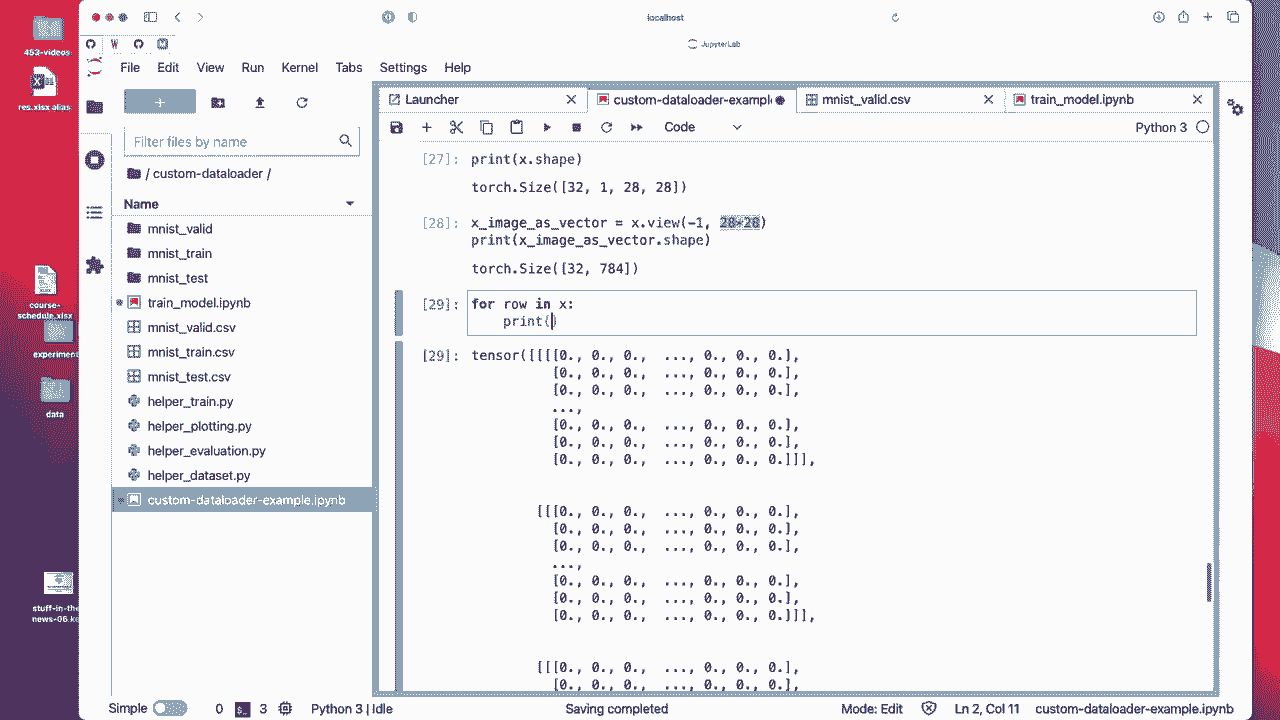 localhost
JupyterLab
File Edit View Run Kernel Tabs Settings Help
453-videos
res.xlsx alias
course-schedule.xlsx
experiment
data
stuff-in-the
news-06.ke
Filter files by name
/ custom-dataloader /
Name
mnist_valid
mnist_train
mnist_test
train_model.ipynb
mnist_valid.csv
mnist_train.csv
mnist_test.csv
helper_train.py
helper_plotting.py
helper_evaluation.py
helper_dataset.py
custom-dataloader-example.ipynb
Launcher
custom-dataloader-example
mnist_valid.csv
train_model.ipynb
Code
Python 3
[27]: print(x.shape)
torch.Size([32, 1, 28, 28])
[28]: x_image_as_vector = x.view(-1, 28*28)
print(x_image_as_vector.shape)
torch.Size([32, 784])
[29]: for row in x:
print()
[29]: tensor([[[[0., 0., 0., ..., 0., 0., 0.],
[0., 0., 0., ..., 0., 0., 0.],
[0., 0., 0., ..., 0., 0., 0.],
...,
[0., 0., 0., ..., 0., 0., 0.],
[0., 0., 0., ..., 0., 0., 0.],
[0., 0., 0., ..., 0., 0., 0.]]],
[[[0., 0., 0., ..., 0., 0., 0.],
[0., 0., 0., ..., 0., 0., 0.],
[0., 0., 0., ..., 0., 0., 0.],
...,
[0., 0., 0., ..., 0., 0., 0.],
[0., 0., 0., ..., 0., 0., 0.],
[0., 0., 0., ..., 0., 0., 0.]]],
[[[0., 0., 0., ..., 0., 0., 0.],
[0., 0., 0., ..., 0., 0., 0.],
Simple 0 3 Python 3 | Idle Saving completed Mode: Edit Ln 2, Col 11 custom-dataloader-example.ipynb